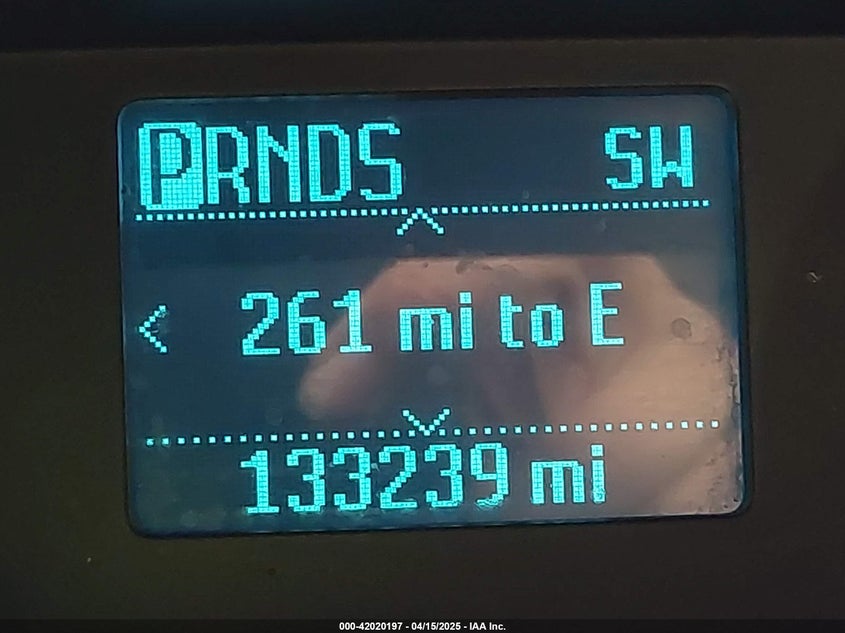 PRNDS SW
261 mi to E
133239 mi
000-42020197 - 04/15/2025 - IAA Inc.